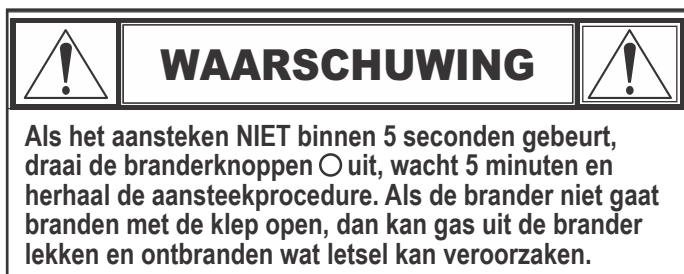 WAARSCHUWING
Als het aansteken NIET binnen 5 seconden gebeurt,
draai de branderknoppen ○ uit, wacht 5 minuten en
herhaal de aansteekprocedure. Als de brander niet gaat
branden met de klep open, dan kan gas uit de brander
lekken en ontbranden wat letsel kan veroorzaken.